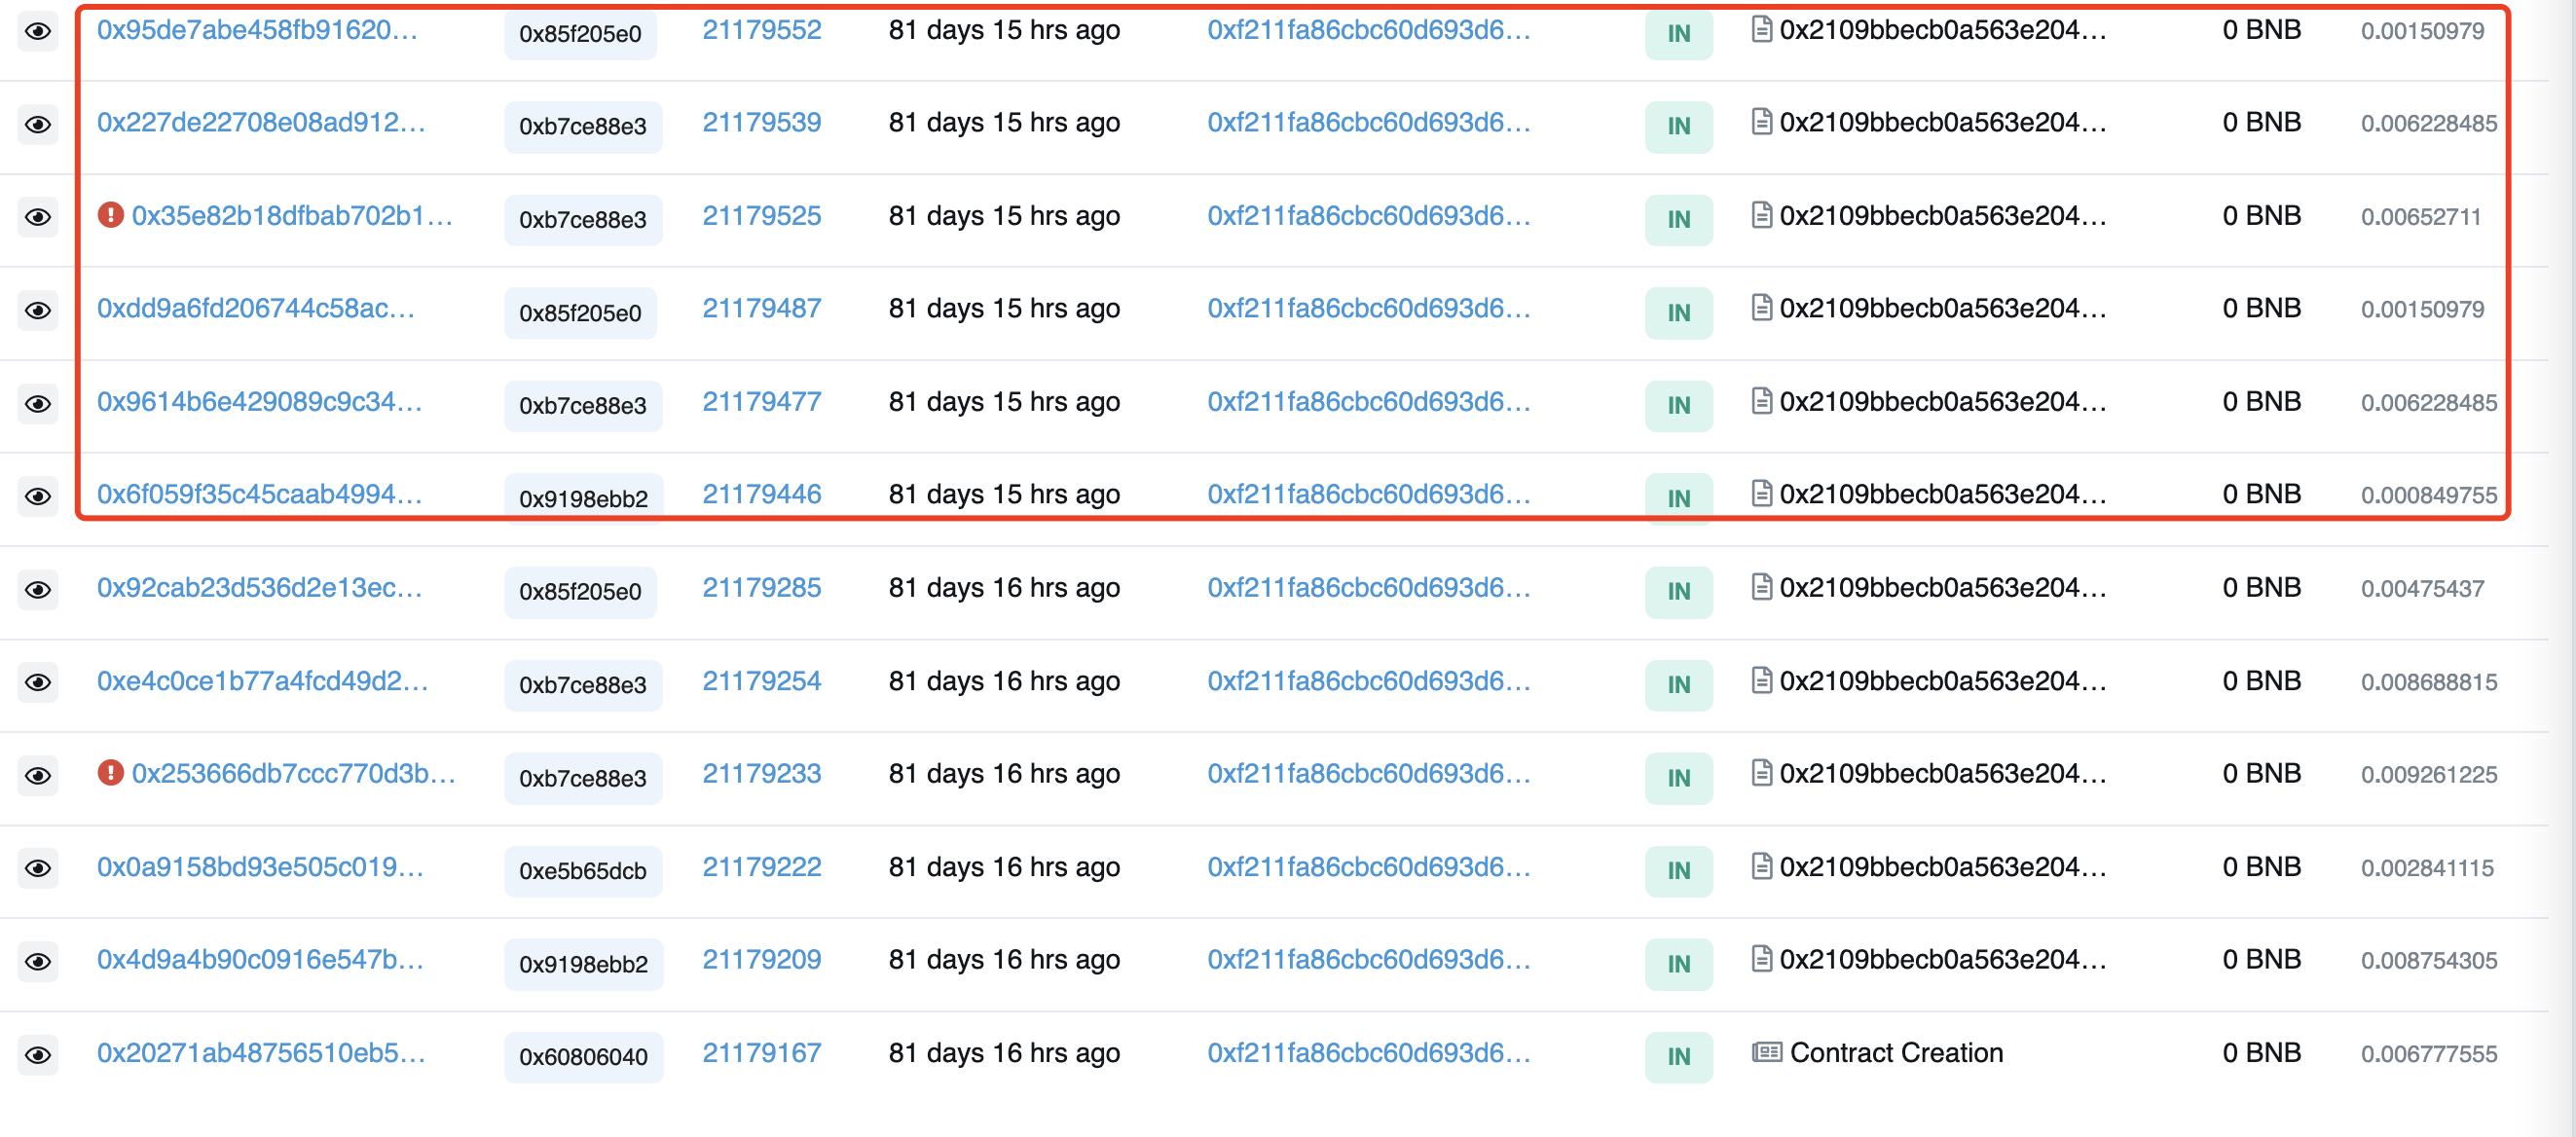 0x95de7abe458fb91620... 0x85f205e0 21179552 81 days 15 hrs ago 0xf211fa86cbc60d693d6... IN 0x2109bbecb0a563e204... 0 BNB 0.00150979
0x227de22708e08ad912... 0xb7ce88e3 21179539 81 days 15 hrs ago 0xf211fa86cbc60d693d6... IN 0x2109bbecb0a563e204... 0 BNB 0.006228485
0x35e82b18dfbab702b1... 0xb7ce88e3 21179525 81 days 15 hrs ago 0xf211fa86cbc60d693d6... IN 0x2109bbecb0a563e204... 0 BNB 0.00652711
0xdd9a6fd206744c58ac... 0x85f205e0 21179487 81 days 15 hrs ago 0xf211fa86cbc60d693d6... IN 0x2109bbecb0a563e204... 0 BNB 0.00150979
0x9614b6e429089c9c34... 0xb7ce88e3 21179477 81 days 15 hrs ago 0xf211fa86cbc60d693d6... IN 0x2109bbecb0a563e204... 0 BNB 0.006228485
0x6f059f35c45caab4994... 0x9198ebb2 21179446 81 days 15 hrs ago 0xf211fa86cbc60d693d6... IN 0x2109bbecb0a563e204... 0 BNB 0.000849755
0x92cab23d536d2e13ec... 0x85f205e0 21179285 81 days 16 hrs ago 0xf211fa86cbc60d693d6... IN 0x2109bbecb0a563e204... 0 BNB 0.00475437
0xe4c0ce1b77a4fcd49d2... 0xb7ce88e3 21179254 81 days 16 hrs ago 0xf211fa86cbc60d693d6... IN 0x2109bbecb0a563e204... 0 BNB 0.008688815
0x253666db7ccc770d3b... 0xb7ce88e3 21179233 81 days 16 hrs ago 0xf211fa86cbc60d693d6... IN 0x2109bbecb0a563e204... 0 BNB 0.009261225
0x0a9158bd93e505c019... 0xe5b65dcb 21179222 81 days 16 hrs ago 0xf211fa86cbc60d693d6... IN 0x2109bbecb0a563e204... 0 BNB 0.002841115
0x4d9a4b90c0916e547b... 0x9198ebb2 21179209 81 days 16 hrs ago 0xf211fa86cbc60d693d6... IN 0x2109bbecb0a563e204... 0 BNB 0.008754305
0x20271ab48756510eb5... 0x60806040 21179167 81 days 16 hrs ago 0xf211fa86cbc60d693d6... IN Contract Creation 0 BNB 0.006777555